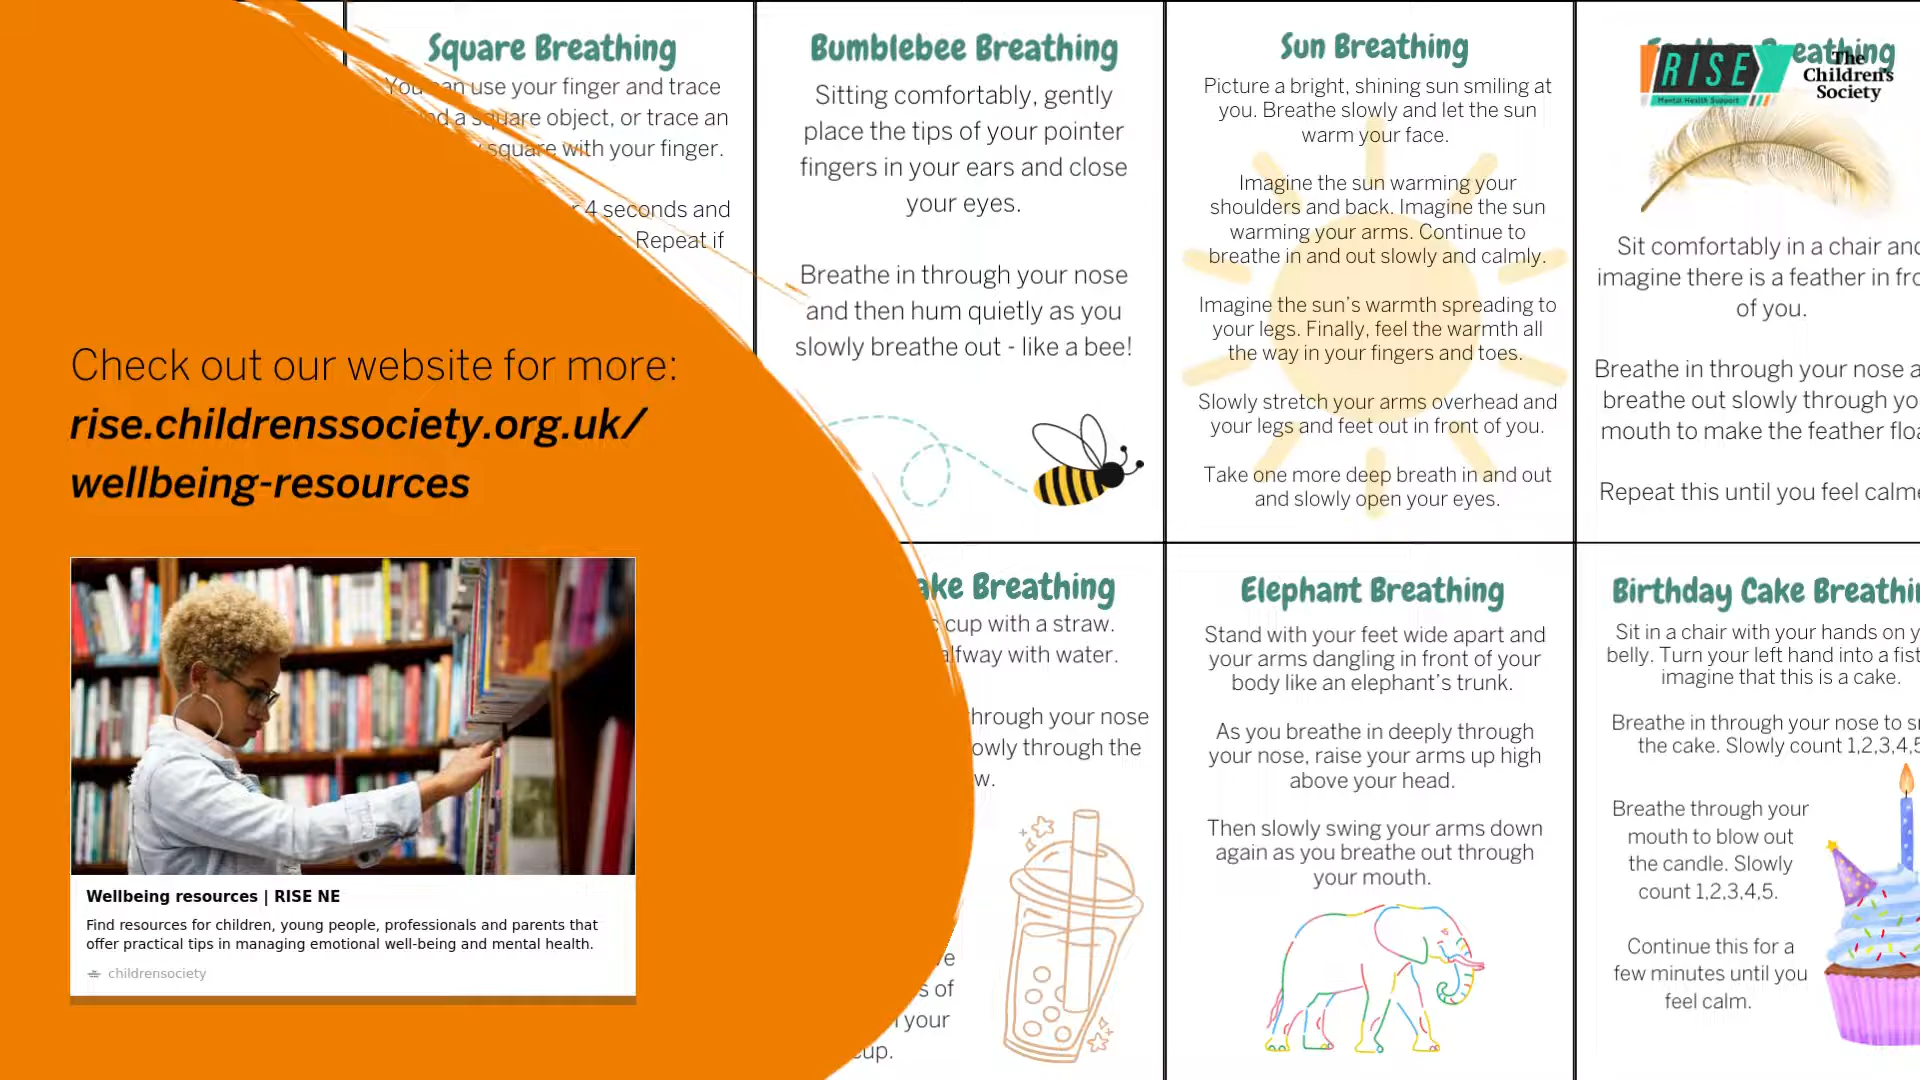 Square Breathing
You can use your finger and trace
a square object, or trace an
square with your finger.
4 seconds and
Repeat if
Bumblebee Breathing
Sitting comfortably, gently
place the tips of your pointer
fingers in your ears and close
your eyes.
Breathe in through your nose
and then hum quietly as you
slowly breathe out - like a bee!
Sun Breathing
Picture a bright, shining sun smiling at
you. Breathe slowly and let the sun
warm your face.
Imagine the sun warming your
shoulders and back. Imagine the sun
warming your arms. Continue to
breathe in and out slowly and calmly.
Imagine the sun's warmth spreading to
your legs. Finally, feel the warmth all
the way in your fingers and toes.
Slowly stretch your arms overhead and
your legs and feet out in front of you.
Take one more deep breath in and out
and slowly open your eyes.
RISE
Mental Health Support
The
Children's
Society
Sit comfortably in a chair and
imagine there is a feather in
of you.
Breathe in through your nose
breathe out slowly through
mouth to make the feather
Repeat this until you feel
Check out our website for more:
rise.childrenssociety.org.uk/
wellbeing-resources
Wellbeing resources | RISE NE
Find resources for children, young people, professionals and parents that
offer practical tips in managing emotional well-being and mental health.
childrensociety
Breathing
cup with a straw.
with water.
through your nose
through the
of
your
cup.
Elephant Breathing
Stand with your feet wide apart and
your arms dangling in front of your
body like an elephant's trunk.
As you breathe in deeply through
your nose, raise your arms up high
above your head.
Then slowly swing your arms down
again as you breathe out through
your mouth.
Birthday Cake Breathing
Sit in a chair with your hands on
belly. Turn your left hand into a fist
imagine that this is a cake.
Breathe in through your nose to
the cake. Slowly count 1,2,3,4,5
Breathe through your
mouth to blow out
the candle. Slowly
count 1,2,3,4,5.
Continue this for a
few minutes until you
feel calm.